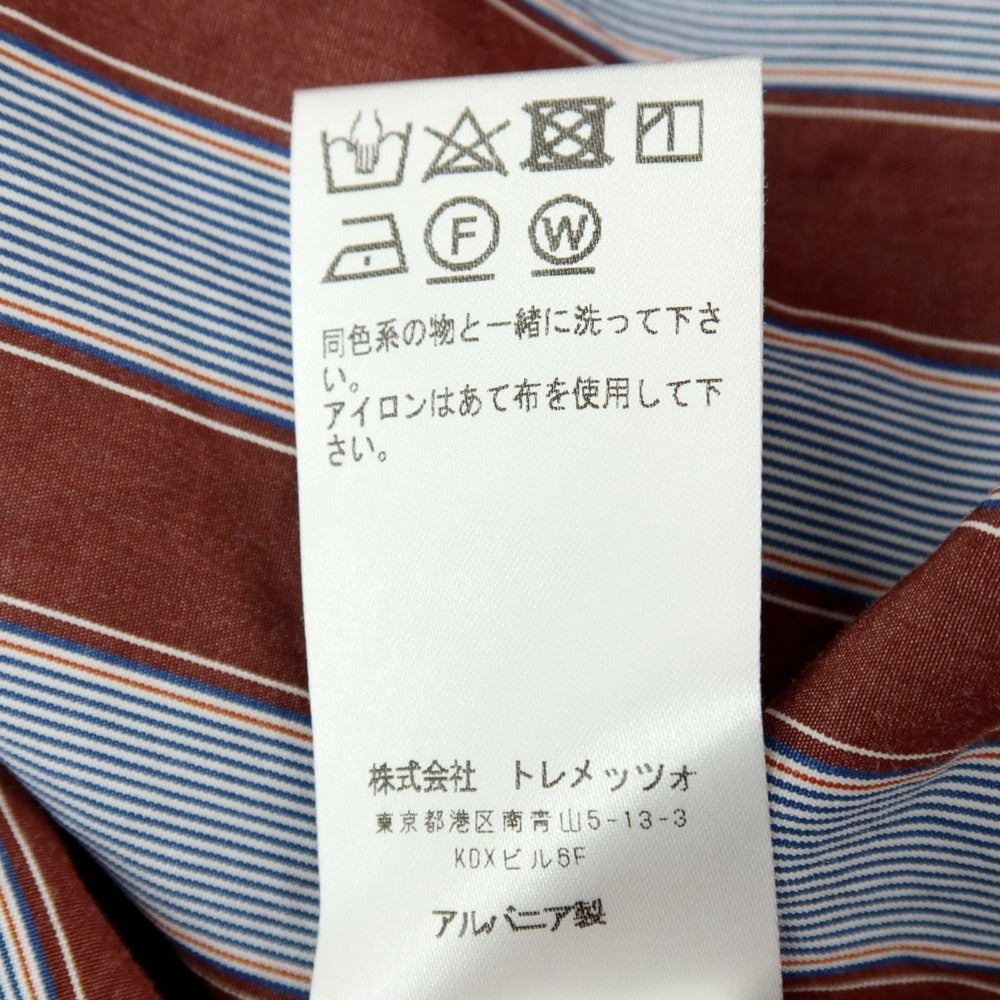 F W
同色系の物と一緒に洗って下さ
い。
アイロンはあて布を使用して下
さい。
株式会社 トレメッツォ
東京都港区南青山5-13-3
KDXビル6F
アルバニア製